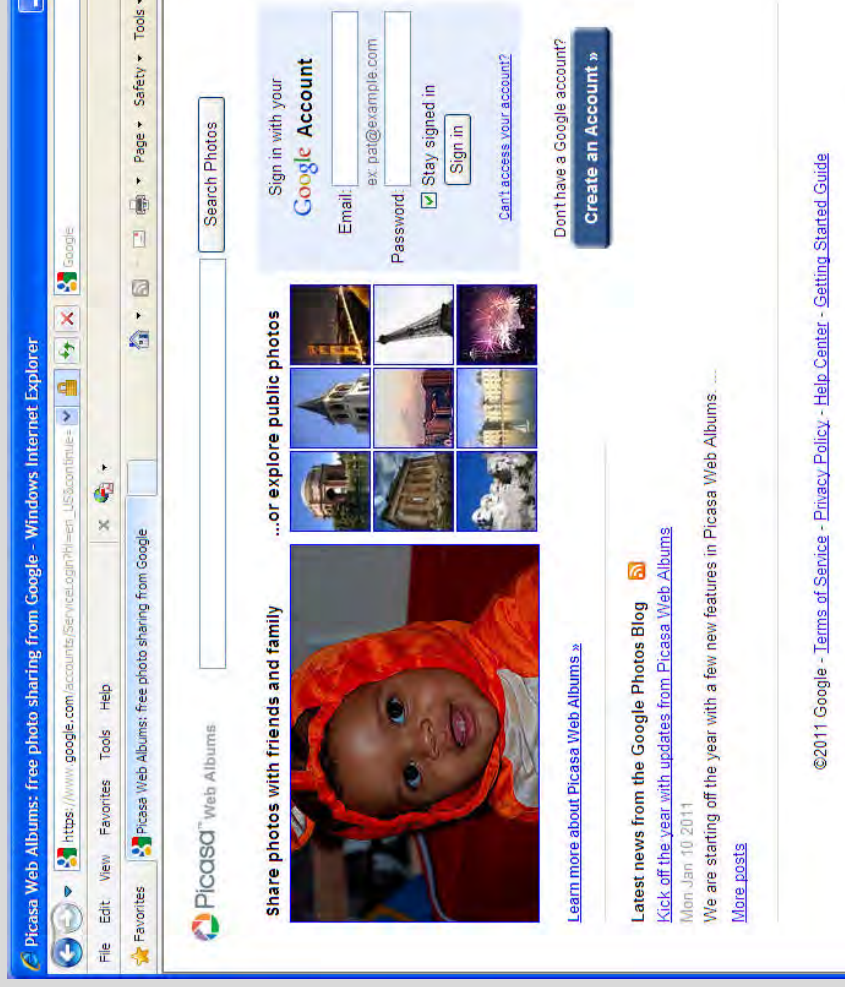 Picasa Web Albums: free photo sharing from Google - Windows Internet Explorer
https://www.google.com/accounts/ServiceLogin?hl=en_US&continue=
Google
File Edit View Favorites Tools Help
Favorites
Picasa Web Albums: free photo sharing from Google
Page Safety Tools
Picasa™ Web Albums
Search Photos
Share photos with friends and family
...or explore public photos
Learn more about Picasa Web Albums »
Sign in with your
Google Account
Email:
ex: pat@example.com
Password:
Stay signed in
Sign in
Can't access your account?
Don't have a Google account?
Create an Account »
Latest news from the Google Photos Blog
Kick off the year with updates from Picasa Web Albums
Mon Jan 10 2011
We are starting off the year with a few new features in Picasa Web Albums: ...
More posts
©2011 Google - Terms of Service - Privacy Policy - Help Center - Getting Started Guide